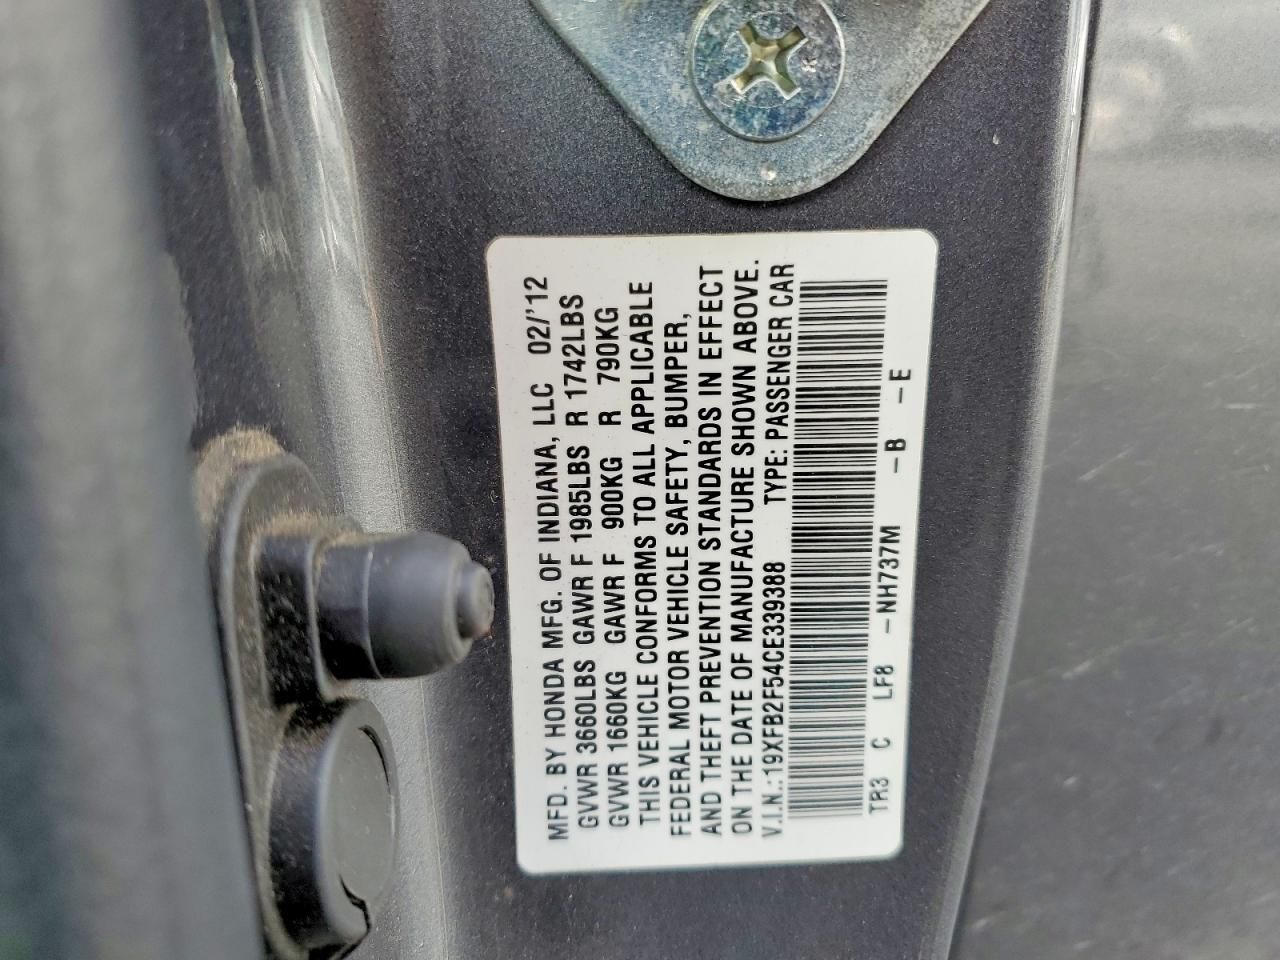 MFD. BY HONDA MFG. OF INDIANA, LLC 02/'12
GVWR 3660LBS GAWR F 1985LBS R 1742LBS
GVWR 1660KG GAWR F 900KG R 790KG
THIS VEHICLE CONFORMS TO ALL APPLICABLE
FEDERAL MOTOR VEHICLE SAFETY, BUMPER,
AND THEFT PREVENTION STANDARDS IN EFFECT
ON THE DATE OF MANUFACTURE SHOWN ABOVE.
V.I.N.:19XFB2F54CE339388 TYPE: PASSENGER CAR
TR3 C LF8 -NH737M -B -E